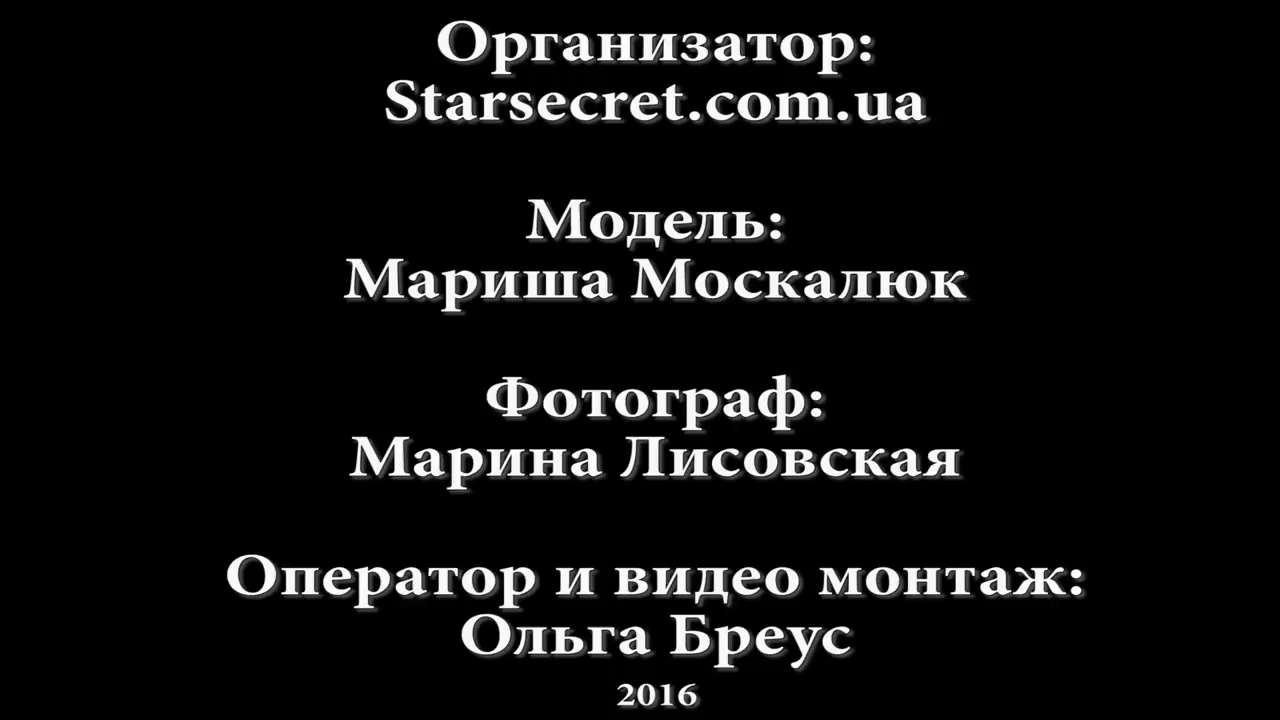 Организатор:
Starsecret.com.ua
Модель:
Мариша Москалюк
Фотограф:
Марина Лисовская
Оператор и видео монтаж:
Ольга Бреус
2016